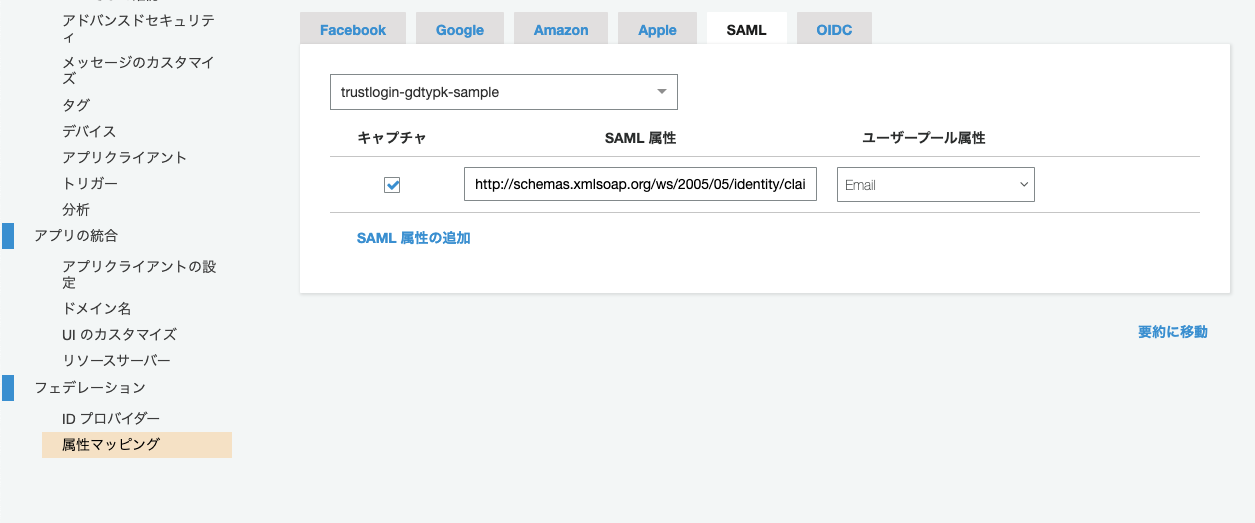 アドバンスドセキュリテ
ィ
メッセージのカスタマイ
ズ
タグ
デバイス
アプリクライアント
トリガー
分析
アプリの統合
アプリクライアントの設
定
ドメイン名
UI のカスタマイズ
リソースサーバー
フェデレーション
ID プロバイダー
属性マッピング
Facebook
Google
Amazon
Apple
SAML
OIDC
trustlogin-gdtypk-sample
キャプチャ
SAML 属性
ユーザープール属性
http://schemas.xmlsoap.org/ws/2005/05/identity/clai
Email
SAML 属性の追加
要約に移動